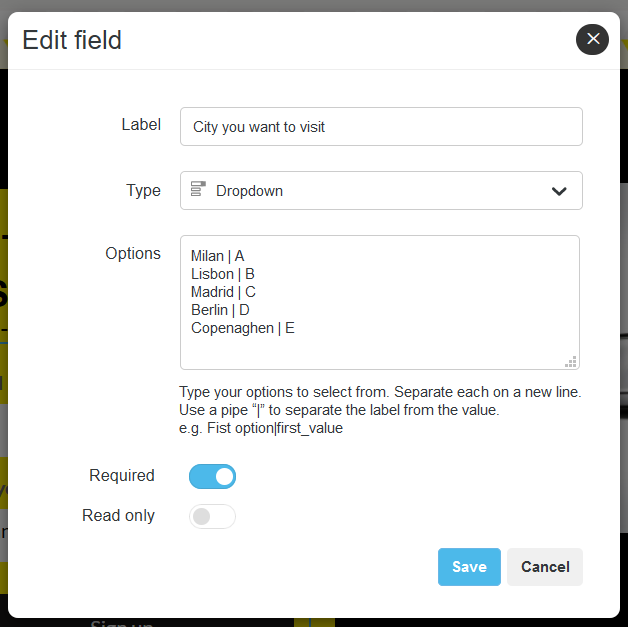 Edit field
Label
City you want to visit
Type
Dropdown
Options
Milan | A
Lisbon | B
Madrid | C
Berlin | D
Copenaghen | E
Type your options to select from. Separate each on a new line.
Use a pipe “|” to separate the label from the value.
e.g. Fist option|first_value
Required
Read only
Save
Cancel
Sign up